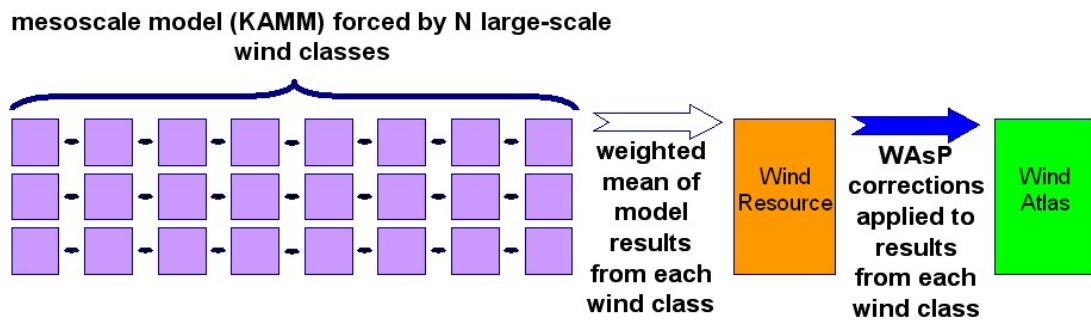 mesoscale model (KAMM) forced by N large-scale
wind classes
weighted
mean of
model
results
from each
wind class
Wind
Resource
WAsP
corrections
applied to
results
from each
wind class
Wind
Atlas